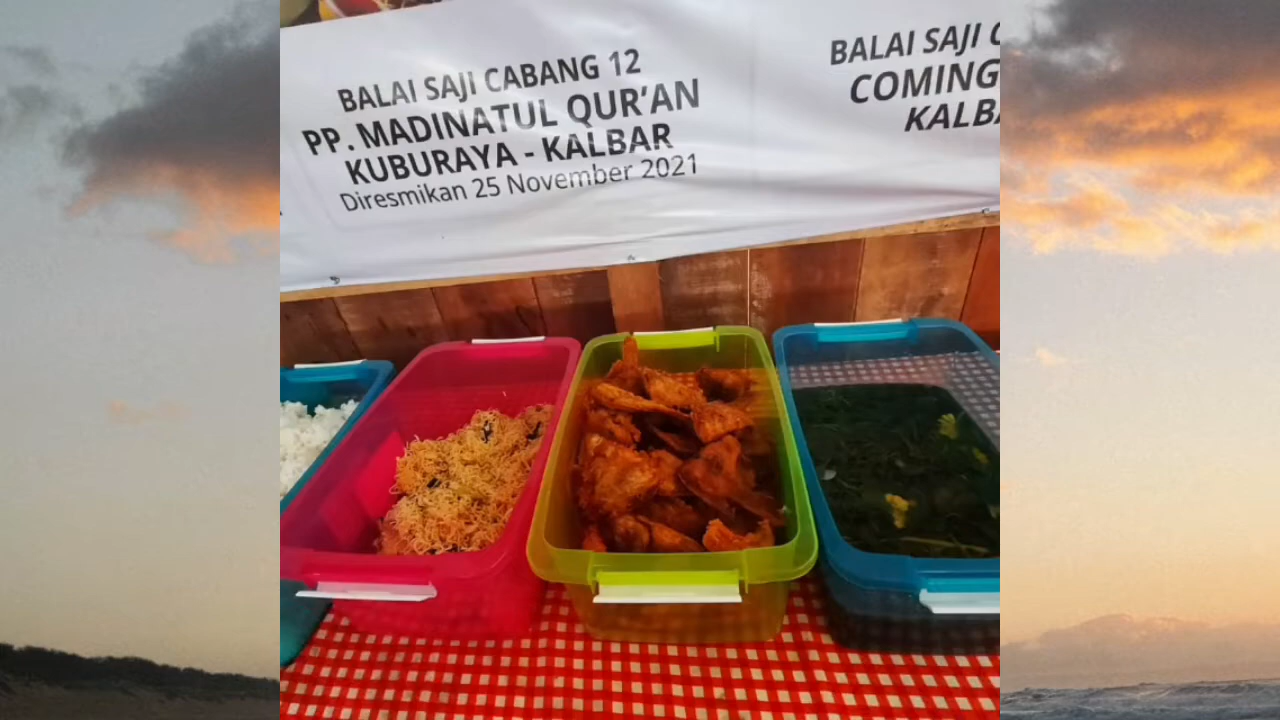 BALAI SAJI CABANG 12
PP. MADINATUL QUR'AN
KUBURAYA - KALBAR
Diresmikan 25 November 2021
BALAI SAJI
COMING
KALBA